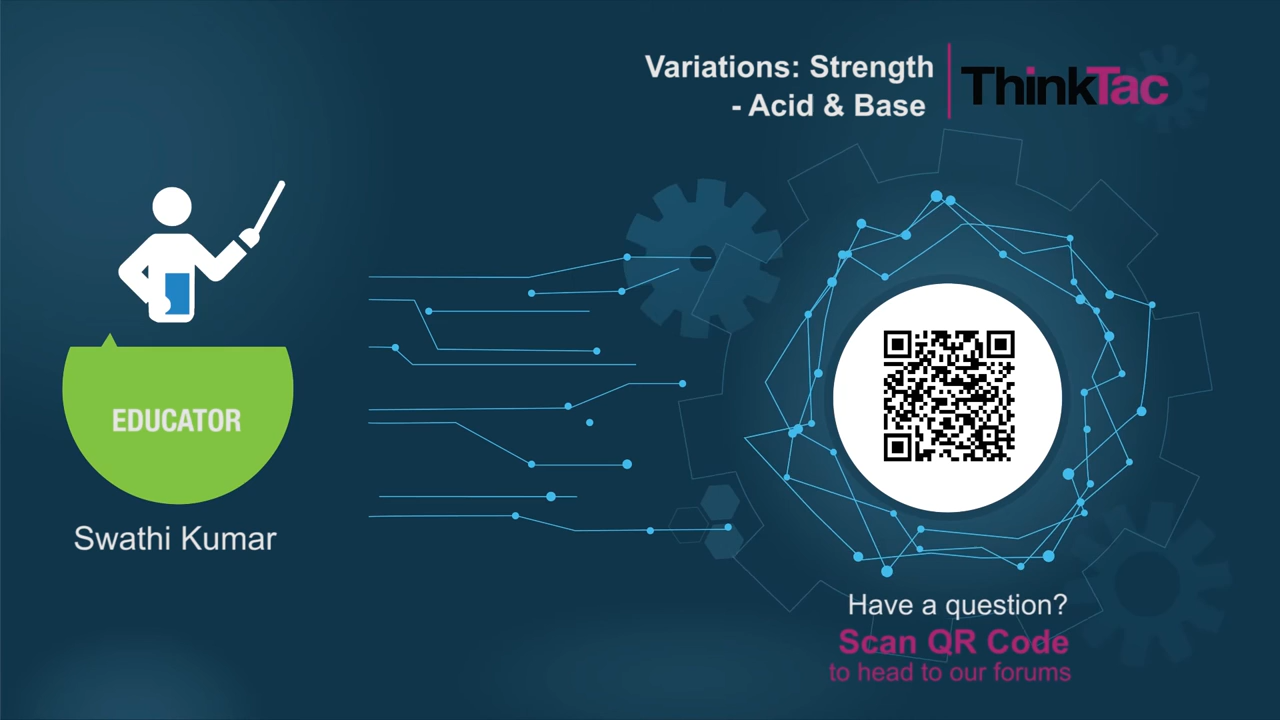 Variations: Strength
- Acid & Base
ThinkTac
EDUCATOR
Swathi Kumar
Have a question?
Scan QR Code
to head to our forums